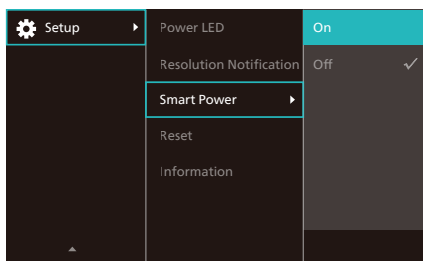 Setup
Power LED
On
Resolution Notification
Off
Smart Power
Reset
Information